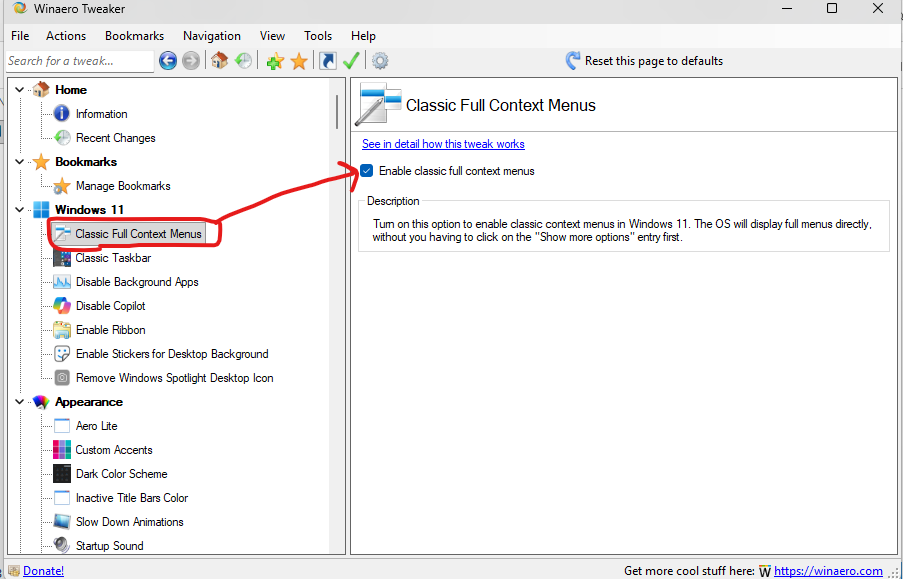 Winaero Tweaker
File Actions Bookmarks Navigation View Tools Help
Search for a tweak...
Reset this page to defaults
Home
Information
Recent Changes
Bookmarks
Manage Bookmarks
Windows 11
Classic Full Context Menus
Classic Taskbar
Disable Background Apps
Disable Copilot
Enable Ribbon
Enable Stickers for Desktop Background
Remove Windows Spotlight Desktop Icon
Appearance
Aero Lite
Custom Accents
Dark Color Scheme
Inactive Title Bars Color
Slow Down Animations
Startup Sound
Classic Full Context Menus
See in detail how this tweak works
Enable classic full context menus
Description
Turn on this option to enable classic context menus in Windows 11. The OS will display full menus directly,
without you having to click on the "Show more options" entry first.
Donate!
Get more cool stuff here: W https://winaero.com